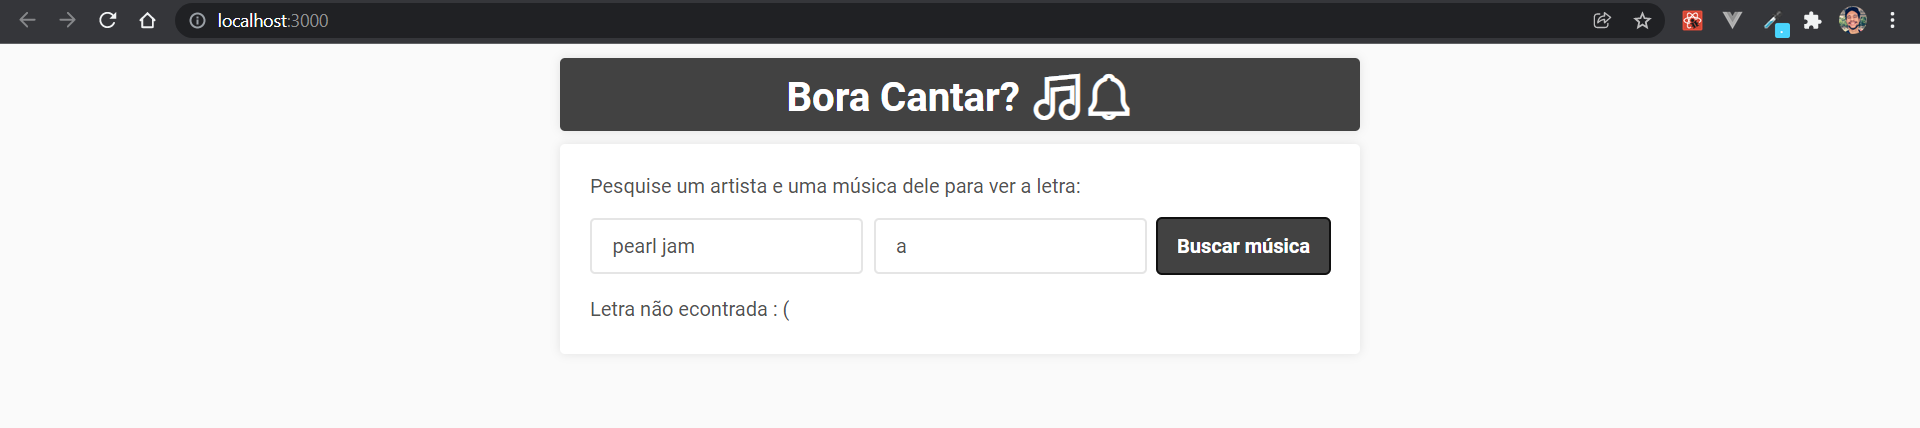 localhost:3000
Bora Cantar?
Pesquise um artista e uma música dele para ver a letra:
pearl jam
a
Buscar música
Letra não econtrada : (